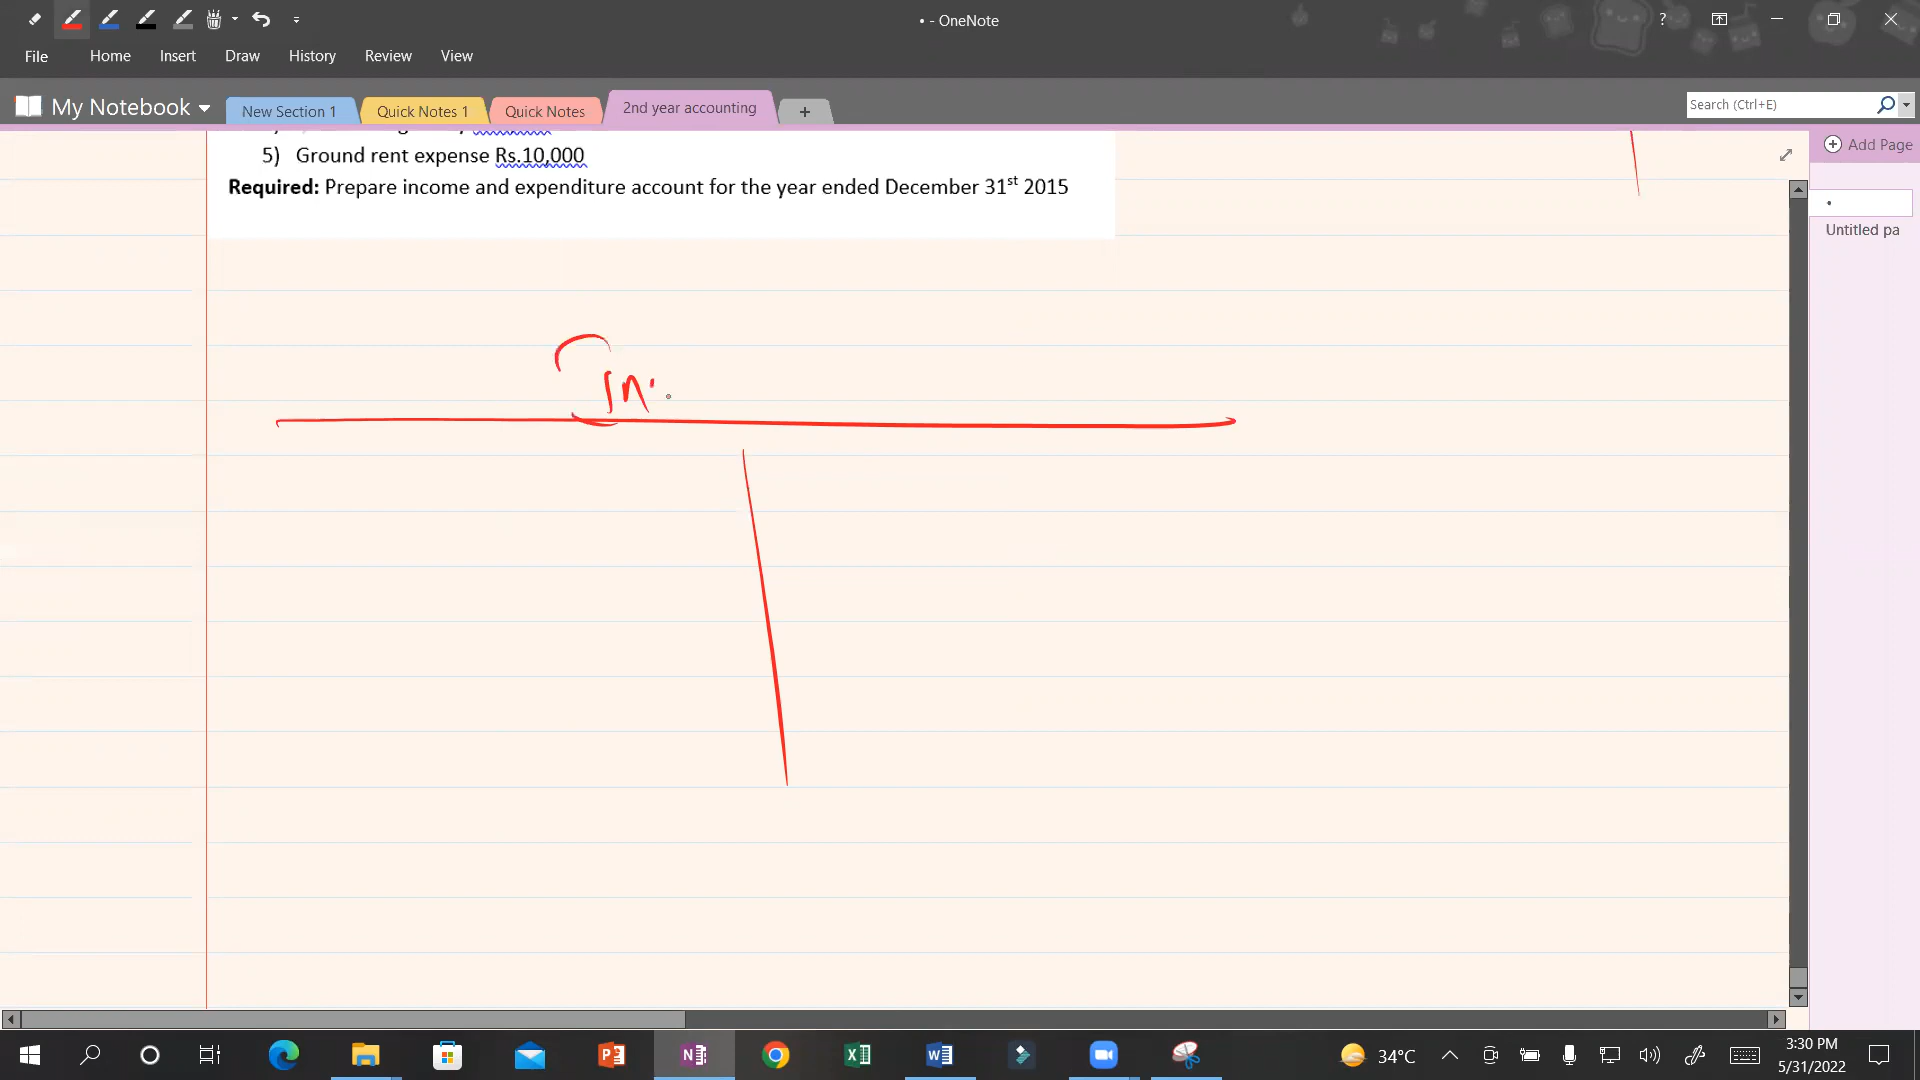 • - OneNote
?
File
Home
Insert
Draw
History
Review
View
My Notebook
New Section 1
Quick Notes 1
Quick Notes
2nd year accounting
+
Search (Ctrl+E)
Add Page
•
Untitled pa
5) Ground rent expense Rs.10,000
Required: Prepare income and expenditure account for the year ended December 31st 2015
In
34°C
3:30 PM
5/31/2022